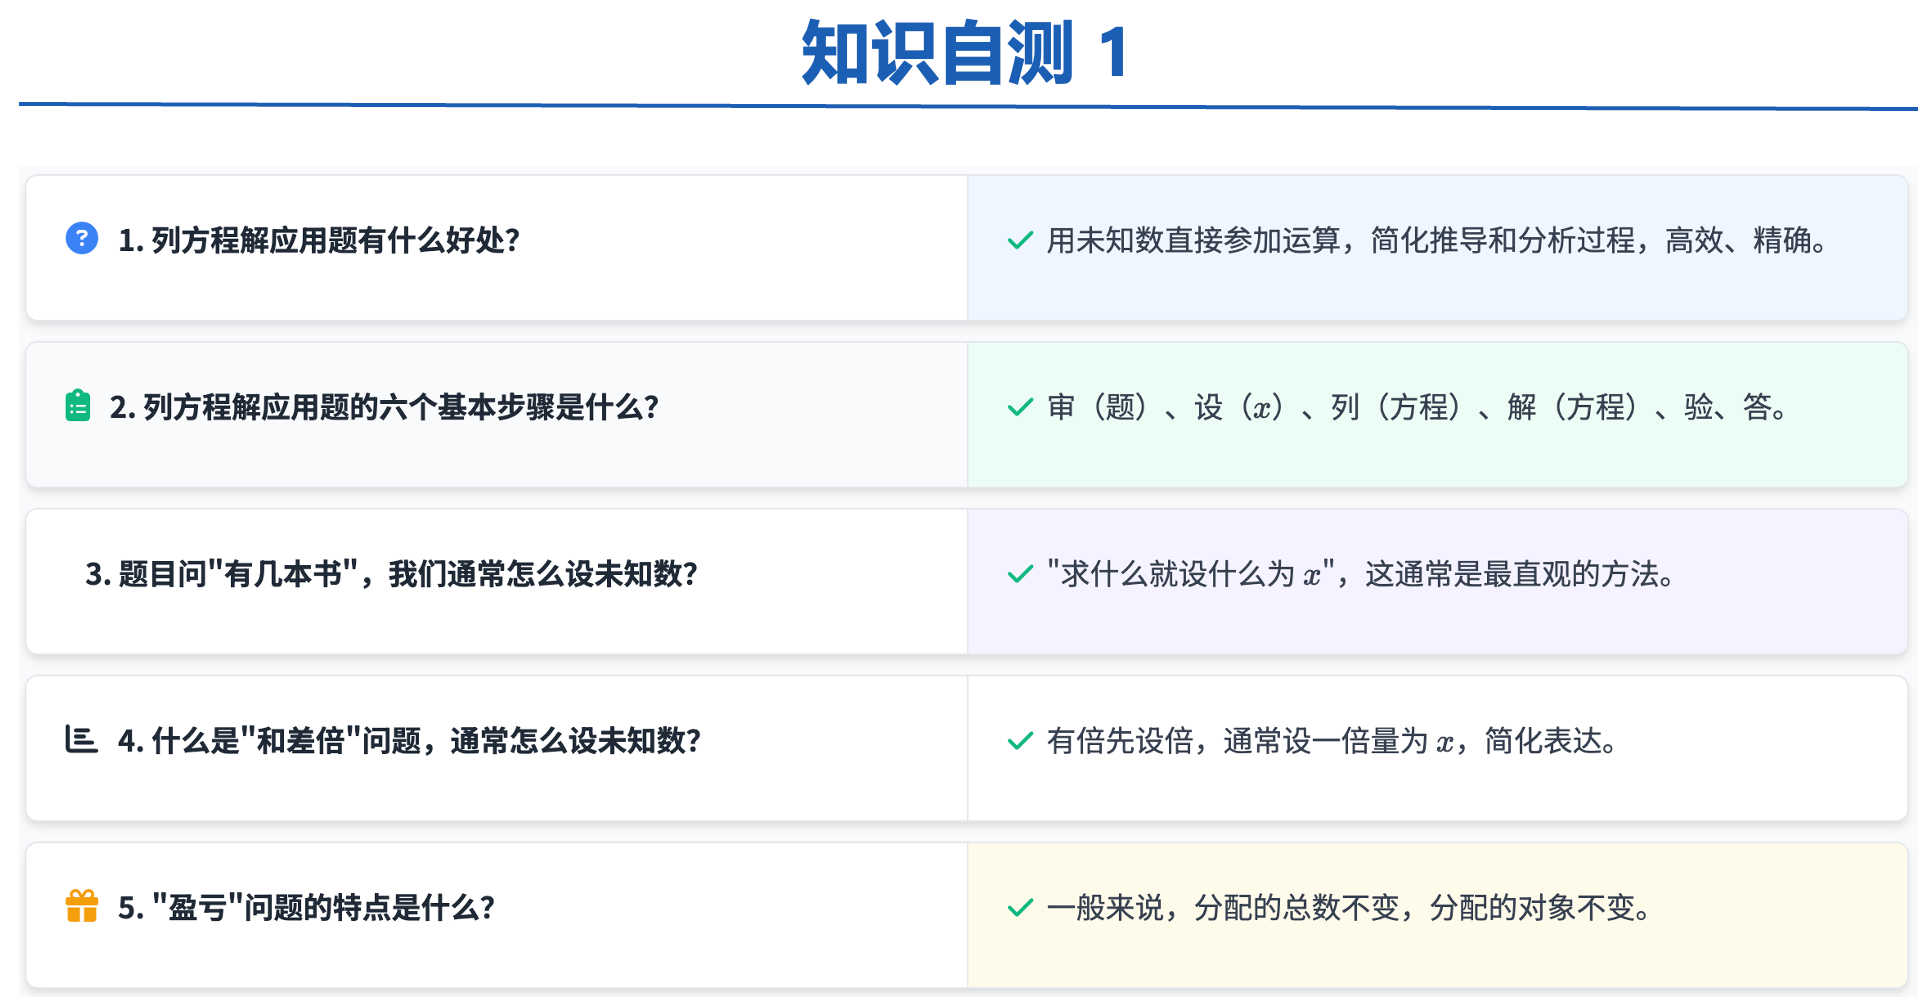 知识自测 1
1. 列方程解应用题有什么好处？
用未知数直接参加运算，简化推导和分析过程，高效、精确。
2. 列方程解应用题的六个基本步骤是什么？
审（题）、设（x）、列（方程）、解（方程）、验、答。
3. 题目问"有几本书"，我们通常怎么设未知数？
"求什么就设什么为 x"，这通常是最直观的方法。
4. 什么是"和差倍"问题，通常怎么设未知数？
有倍先设倍，通常设一倍量为 x，简化表达。
5. "盈亏"问题的特点是什么？
一般来说，分配的总数不变，分配的对象不变。